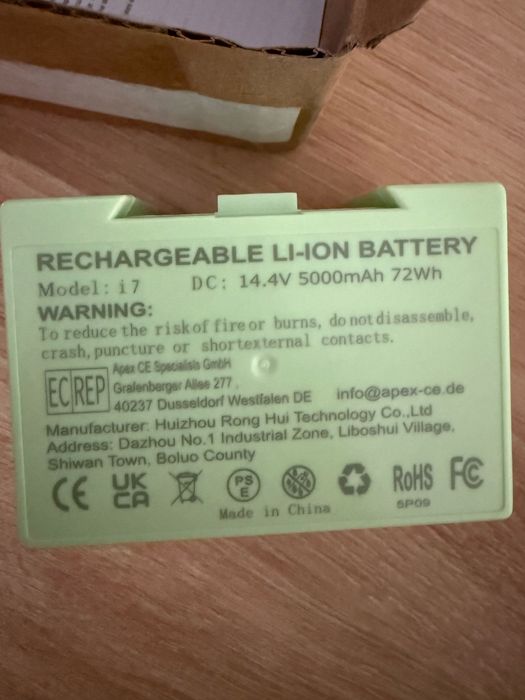 RECHARGEABLE LI-ION BATTERY
Model: i7 DC: 14.4V 5000mAh 72Wh
WARNING:
To reduce the risk of fire or burns, do not disassemble,
crash, puncture or short external contacts.
EC REP
Apex CE Specialists GmbH
Gralenberger Allee 277 ,
40237 Dusseldorf Westfalen DE info@apex-ce.de
Manufacturer: Huizhou Rong Hui Technology Co.,Ltd
Address: Dazhou No.1 Industrial Zone, Liboshui Village,
Shiwan Town, Boluo County
CE UK CA PS E RoHS FC
5P09
Made in China